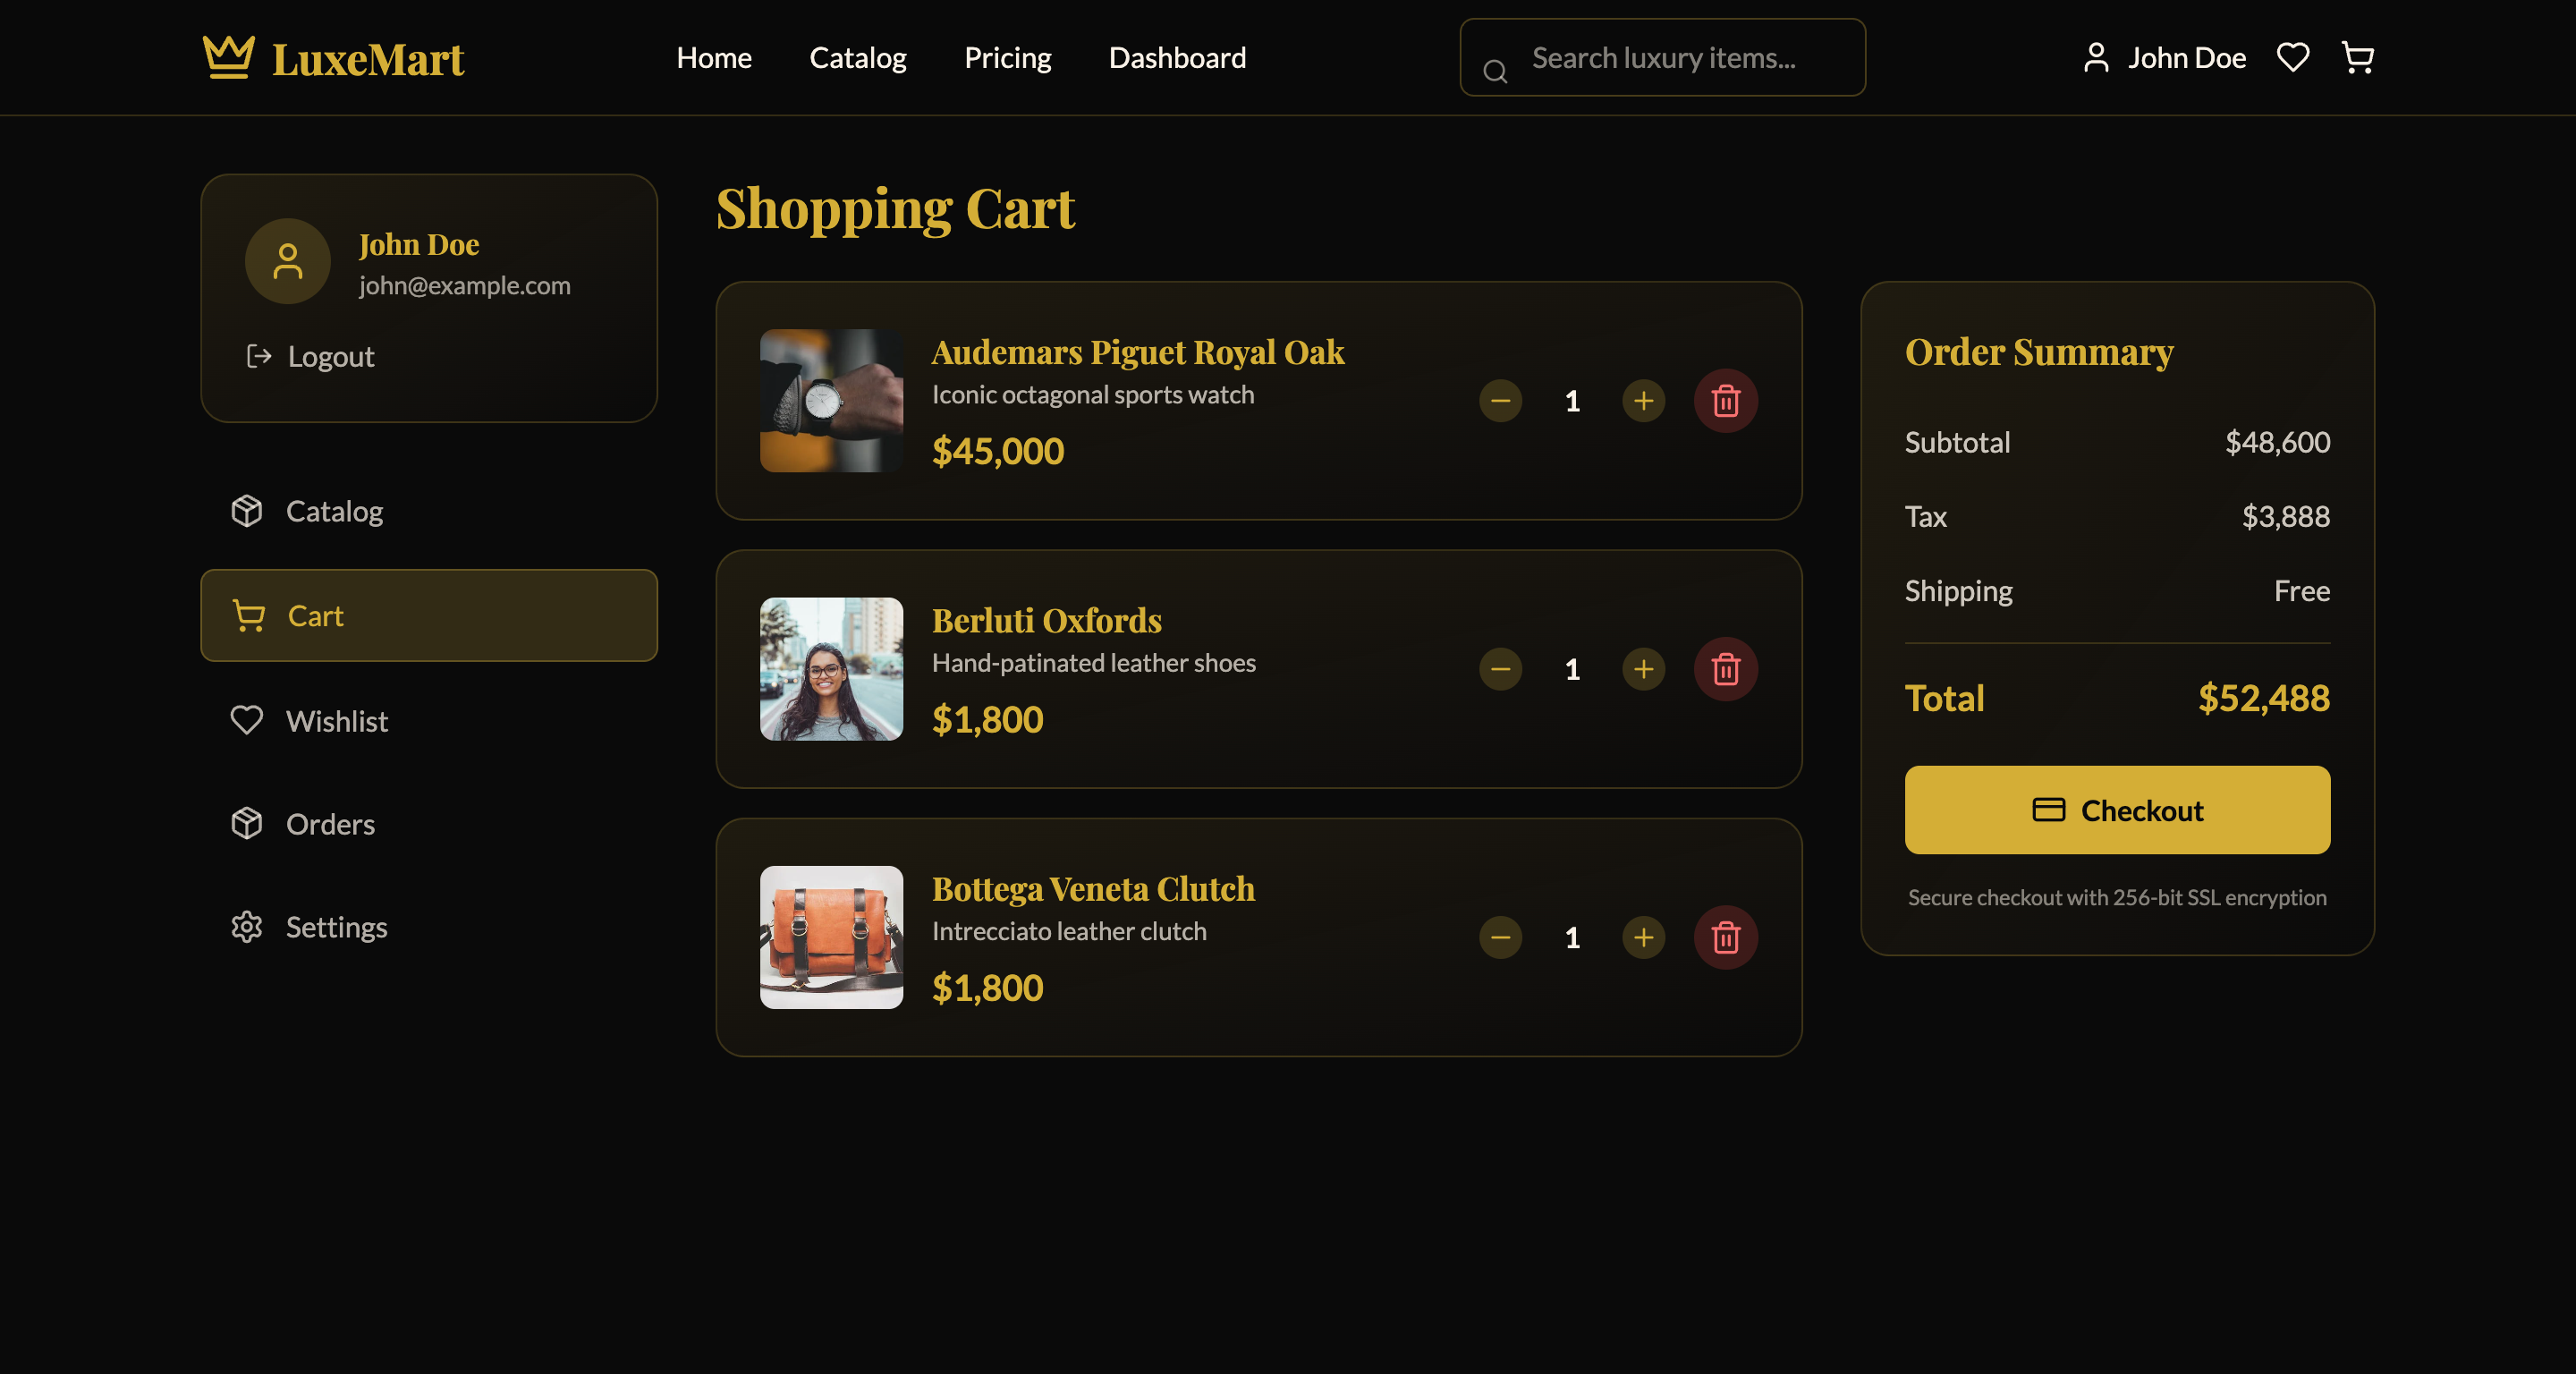 LuxeMart
Home
Catalog
Pricing
Dashboard
Search luxury items...
John Doe
John Doe
john@example.com
Logout
Catalog
Cart
Wishlist
Orders
Settings
Shopping Cart
Audemars Piguet Royal Oak
Iconic octagonal sports watch
$45,000
1
Berluti Oxfords
Hand-patinated leather shoes
$1,800
1
Bottega Veneta Clutch
Intrecciato leather clutch
$1,800
1
Order Summary
Subtotal $48,600
Tax $3,888
Shipping Free
Total $52,488
Checkout
Secure checkout with 256-bit SSL encryption